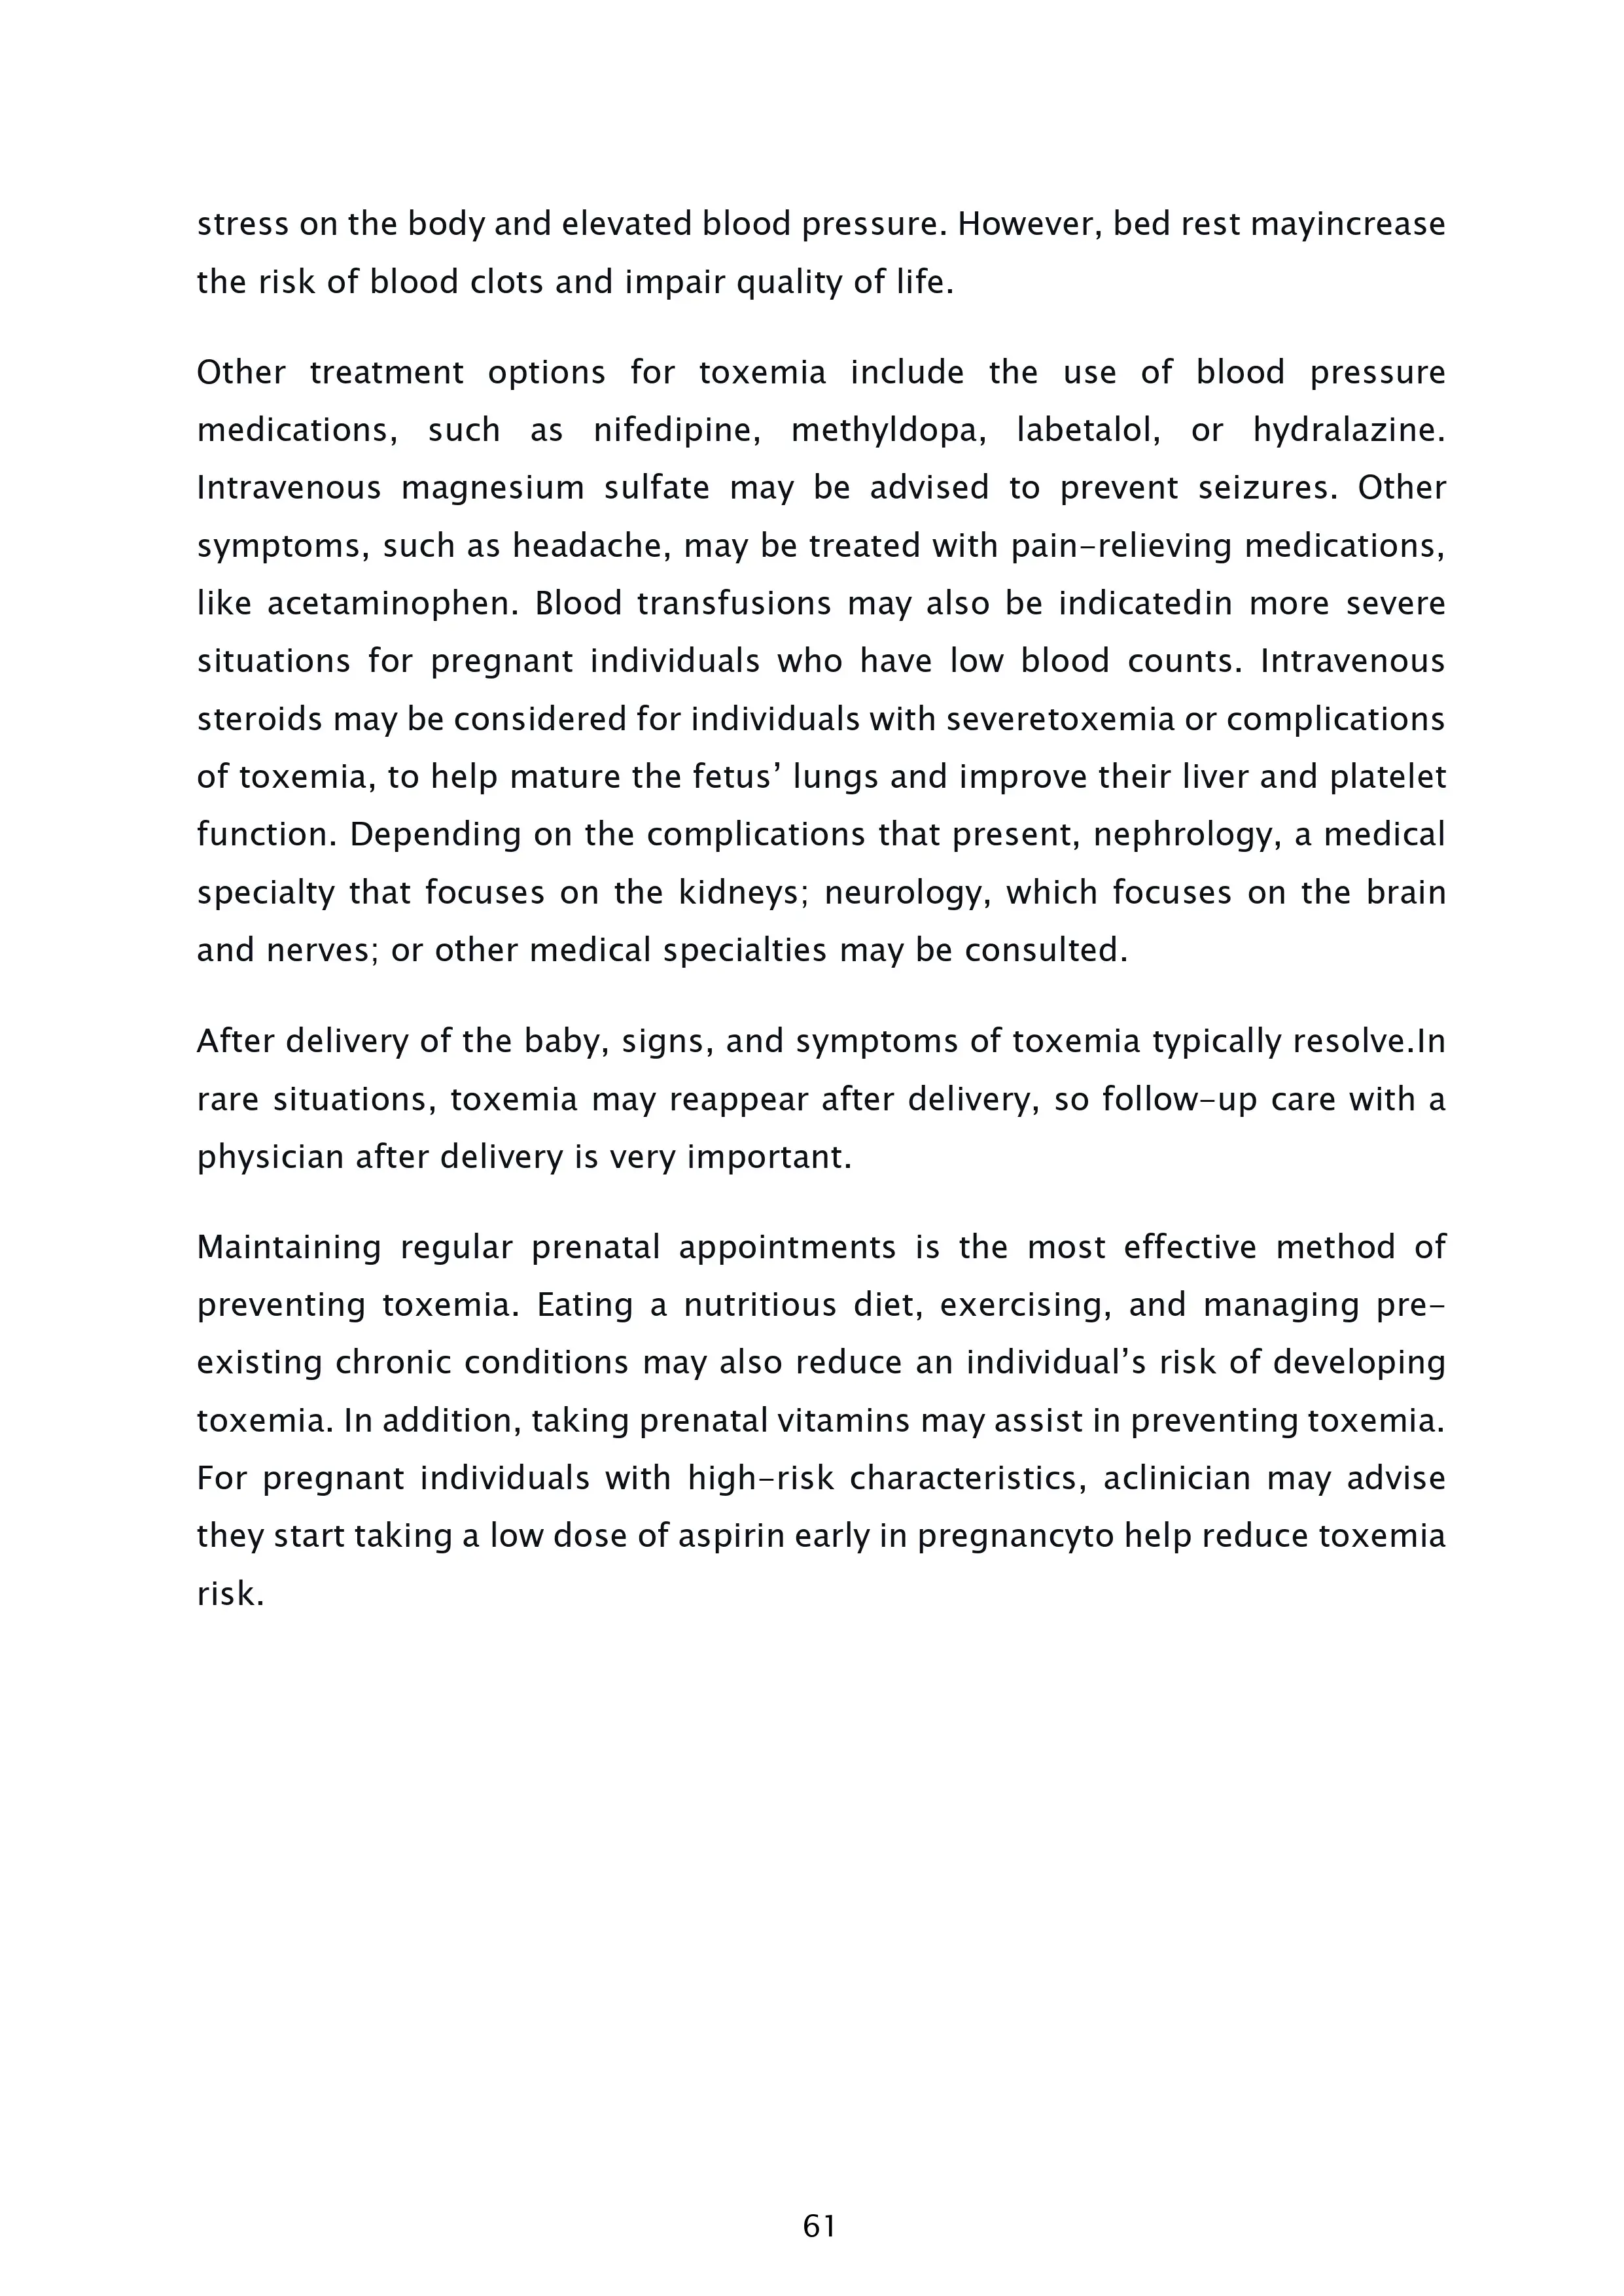 stress on the body and elevated blood pressure. However, bed rest mayincrease
the risk of blood clots and impair quality of life.
Other treatment options for toxemia include the use of blood pressure
medications, such as nifedipine, methyldopa, labetalol, or hydralazine.
Intravenous magnesium sulfate may be advised to prevent seizures. Other
symptoms, such as headache, may be treated with pain-relieving medications,
like acetaminophen. Blood transfusions may also be indicatedin more severe
situations for pregnant individuals who have low blood counts. Intravenous
steroids may be considered for individuals with severetoxemia or complications
of toxemia, to help mature the fetus’ lungs and improve their liver and platelet
function. Depending on the complications that present, nephrology, a medical
specialty that focuses on the kidneys; neurology, which focuses on the brain
and nerves; or other medical specialties may be consulted.
After delivery of the baby, signs, and symptoms of toxemia typically resolve.In
rare situations, toxemia may reappear after delivery, so follow-up care with a
physician after delivery is very important.
Maintaining regular prenatal appointments is the most effective method of
preventing toxemia. Eating a nutritious diet, exercising, and managing pre-
existing chronic conditions may also reduce an individual’s risk of developing
toxemia. In addition, taking prenatal vitamins may assist in preventing toxemia.
For pregnant individuals with high-risk characteristics, aclinician may advise
they start taking a low dose of aspirin early in pregnancyto help reduce toxemia
risk.
61